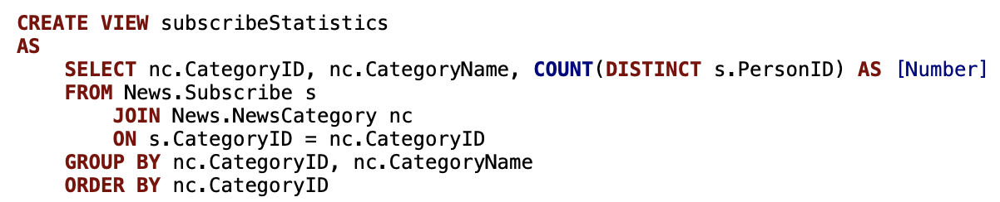 CREATE VIEW subscribeStatistics
AS
    SELECT nc.CategoryID, nc.CategoryName, COUNT(DISTINCT s.PersonID) AS [Number]
    FROM News.Subscribe s
        JOIN News.NewsCategory nc
        ON s.CategoryID = nc.CategoryID
    GROUP BY nc.CategoryID, nc.CategoryName
    ORDER BY nc.CategoryID